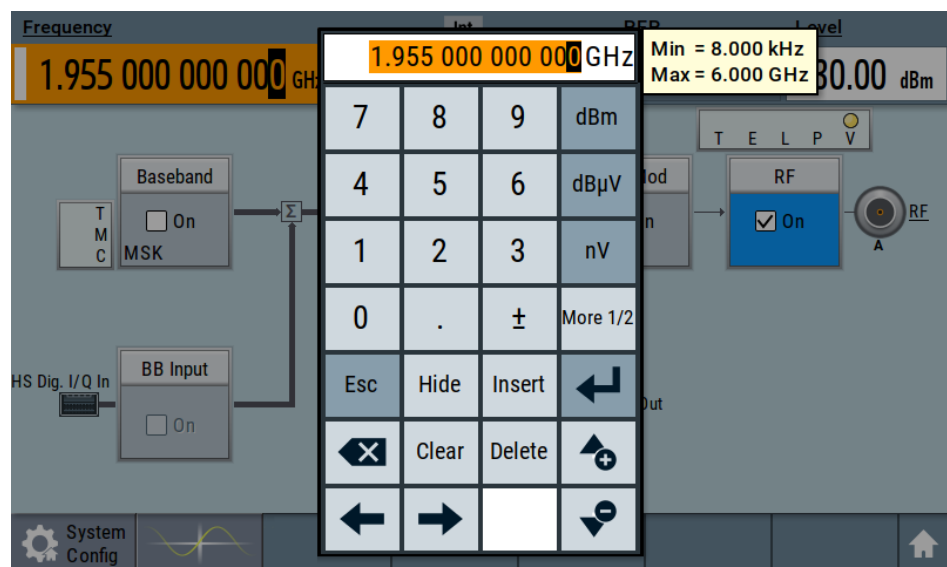 Frequency
Int
RFR
Level
1.955 000 000 000 GHz
1.955 000 000 000 GHz
Min = 8.000 kHz
Max = 6.000 GHz
30.00 dBm
7 8 9 dBm
4 5 6 dBµV
1 2 3 nV
0 . ± More 1/2
Esc Hide Insert
Clear Delete
T E L P V
Baseband
On
MSK
T
M
C
Σ
RF
On
RF
A
HS Dig. I/Q In
BB Input
On
System
Config